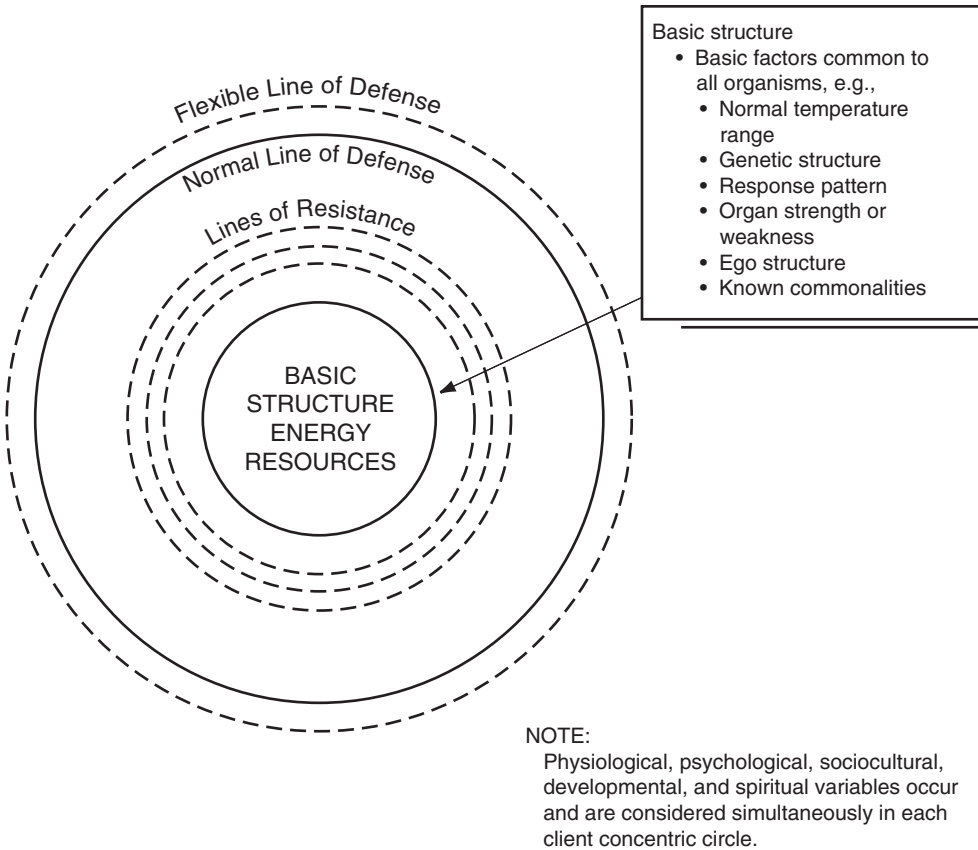 Basic structure
• Basic factors common to
all organisms, e.g.,
• Normal temperature
range
• Genetic structure
• Response pattern
• Organ strength or
weakness
• Ego structure
• Known commonalities
Flexible Line of Defense
Normal Line of Defense
Lines of Resistance
BASIC
STRUCTURE
ENERGY
RESOURCES
NOTE:
Physiological, psychological, sociocultural,
developmental, and spiritual variables occur
and are considered simultaneously in each
client concentric circle.